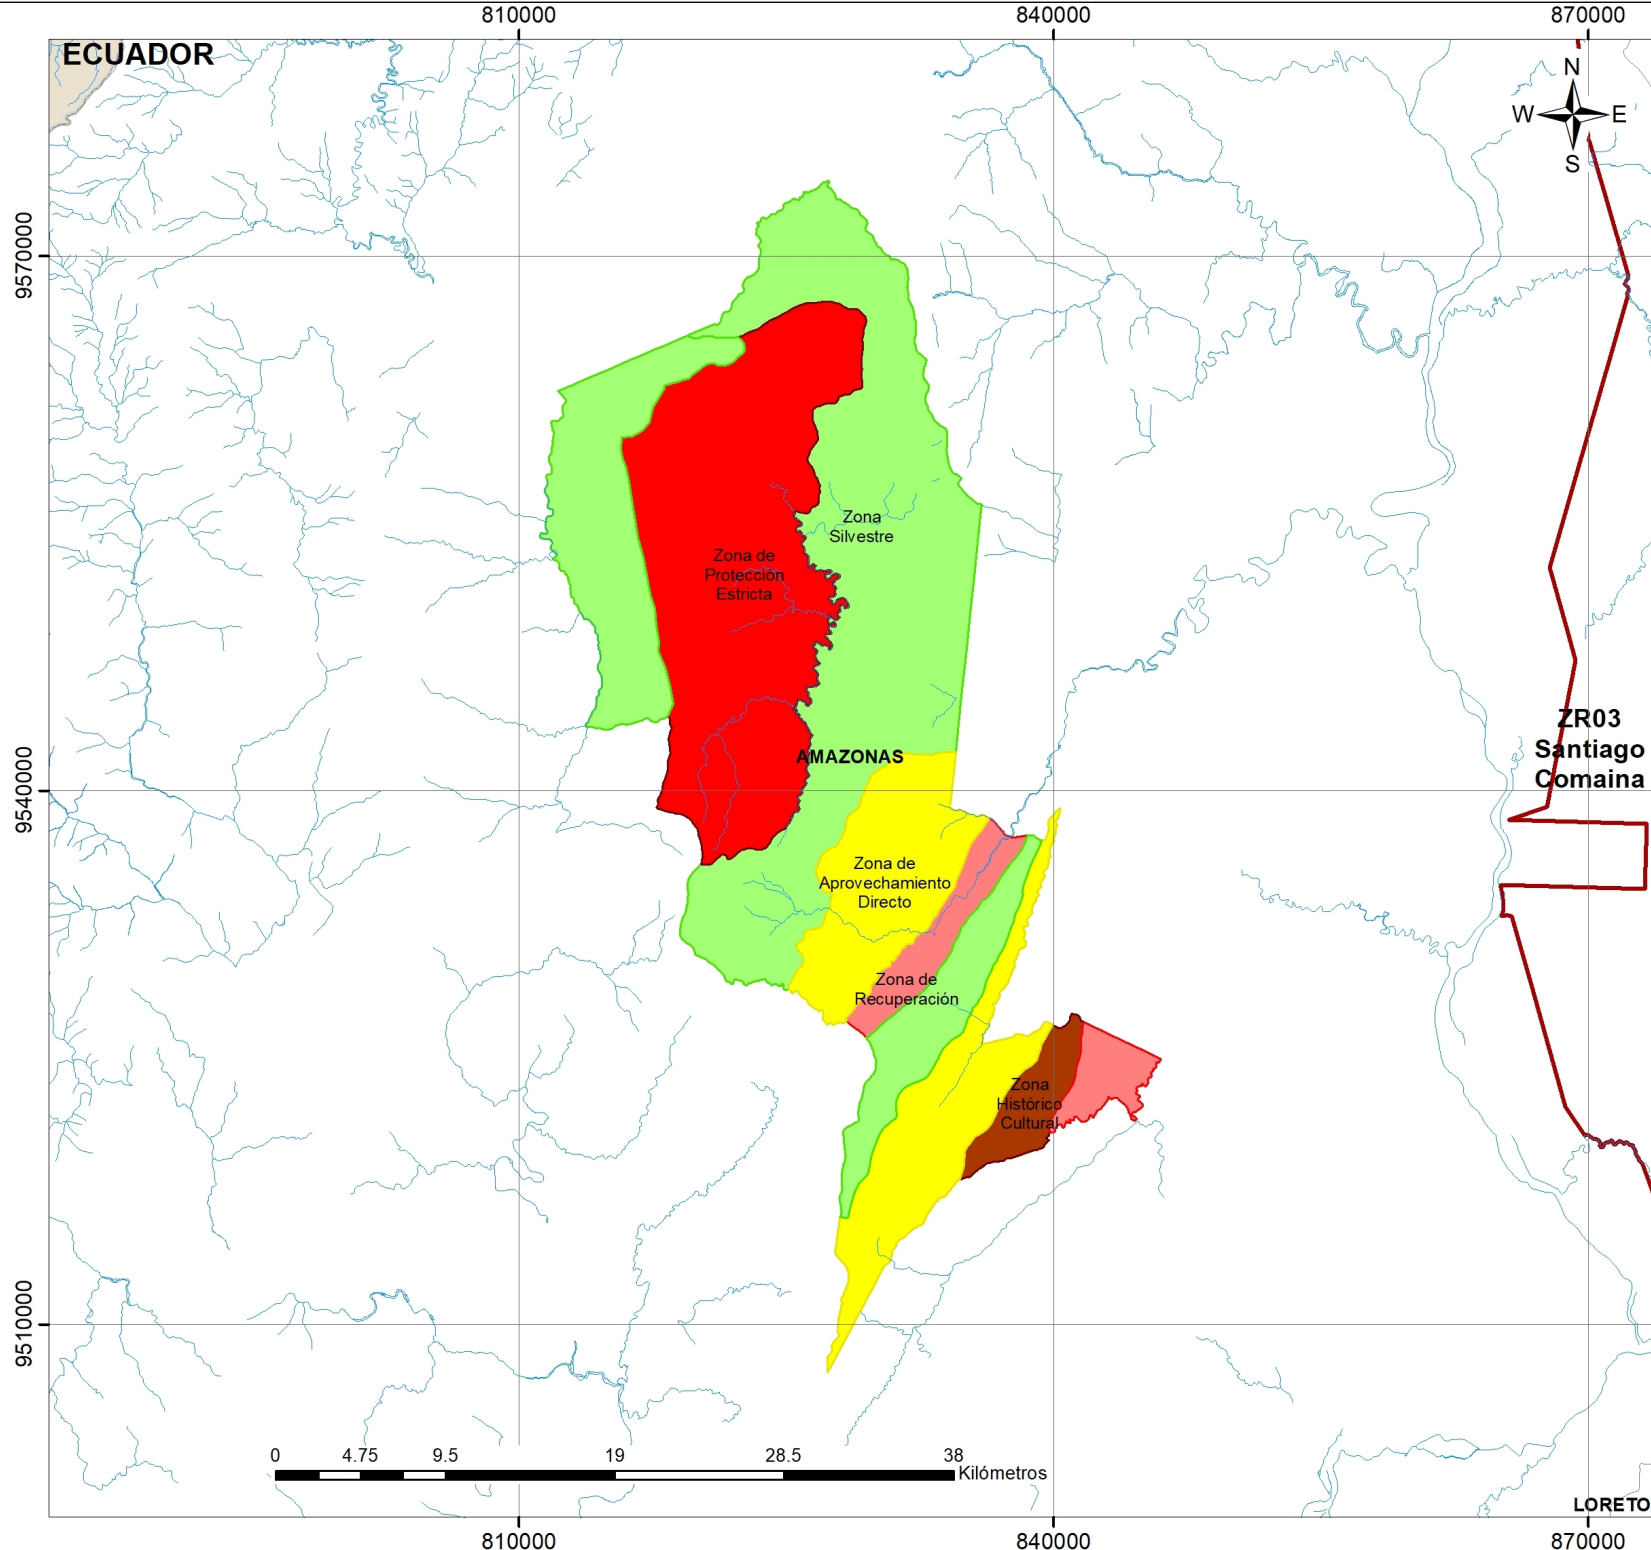 810000
840000
870000
ECUADOR
N
W
E
S
9570000
Zona
Silvestre
Zona de
Protección
Estricta
ZR03
Santiago
Comaina
AMAZONAS
9540000
Zona de
Aprovechamiento
Directo
Zona de
Recuperación
Zona
Histórico
Cultural
9510000
0
4.75
9.5
19
28.5
38
Kilómetros
LORETO
810000
840000
870000